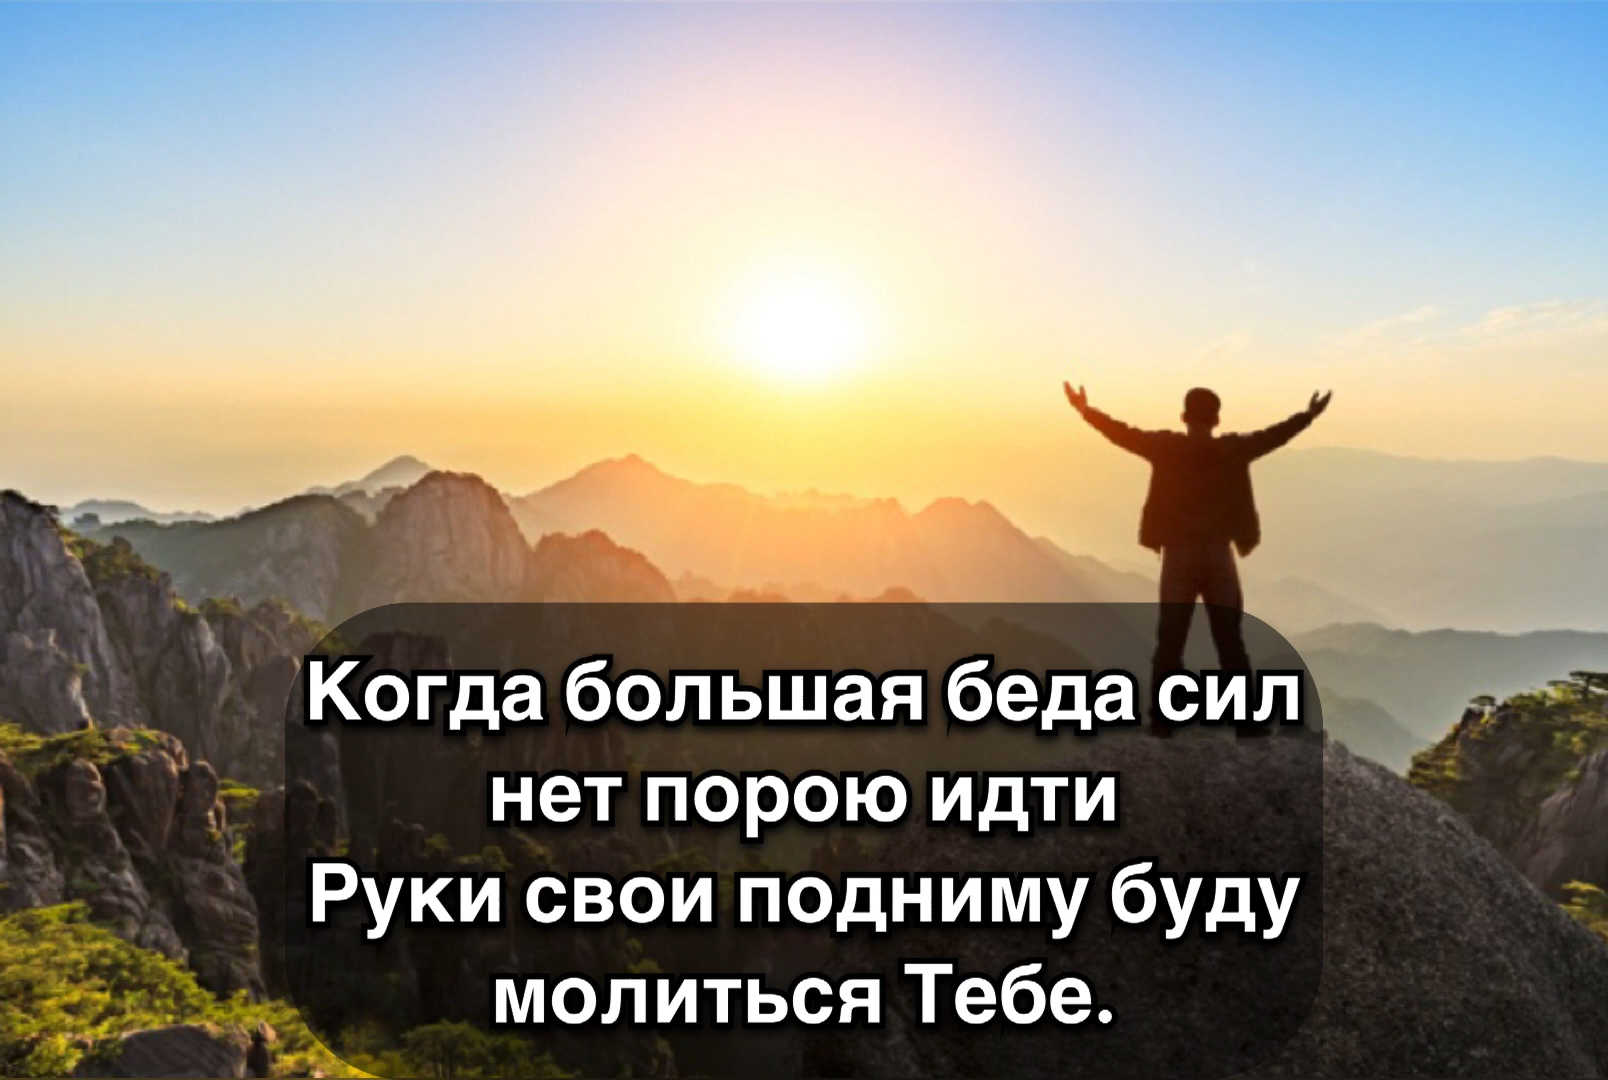 Когда большая беда сил
нет порою идти
Руки свои подниму буду
молиться Тебе.